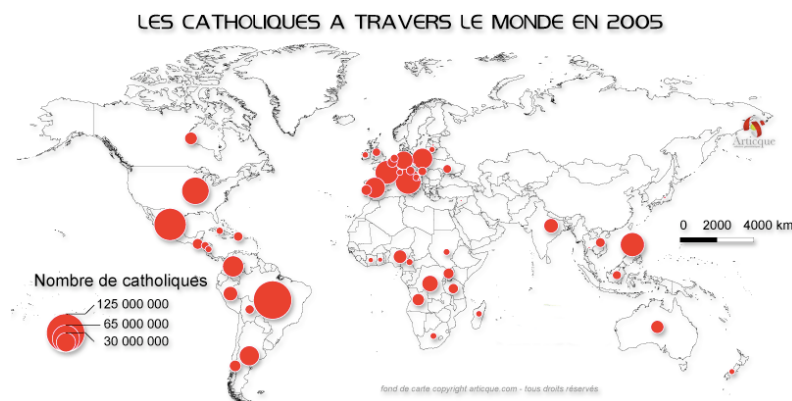 LES CATHOLIQUES A TRAVERS LE MONDE EN 2005
Articque
0 2000 4000 km
Nombre de catholiques
125 000 000
65 000 000
30 000 000
fond de carte copyright articque.com - tous droits réservés